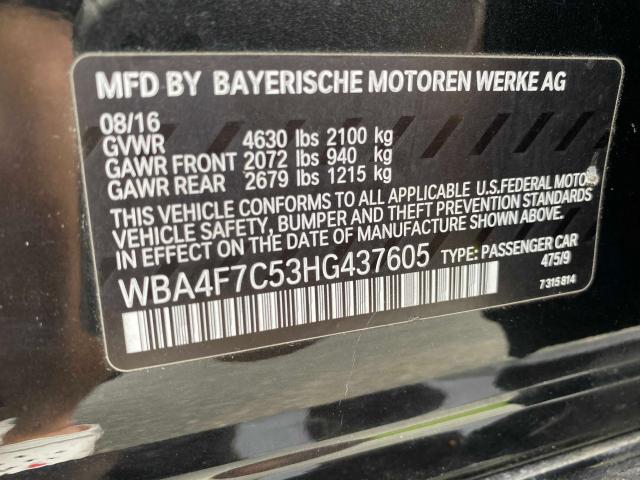 MFD BY BAYERISCHE MOTOREN WERKE AG
08/16
GVWR 4630 lbs 2100 kg
GAWR FRONT 2072 lbs 940 kg
GAWR REAR 2679 lbs 1215 kg
THIS VEHICLE CONFORMS TO ALL APPLICABLE U.S.FEDERAL MOTOR
VEHICLE SAFETY, BUMPER AND THEFT PREVENTION STANDARDS
IN EFFECT ON THE DATE OF MANUFACTURE SHOWN ABOVE.
WBA4F7C53HG437605 TYPE: PASSENGER CAR
475/9
7315814